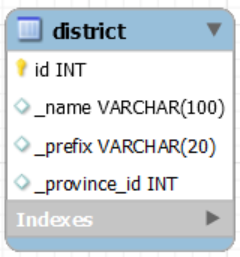 district
id INT
_name VARCHAR(100)
_prefix VARCHAR(20)
_province_id INT
Indexes